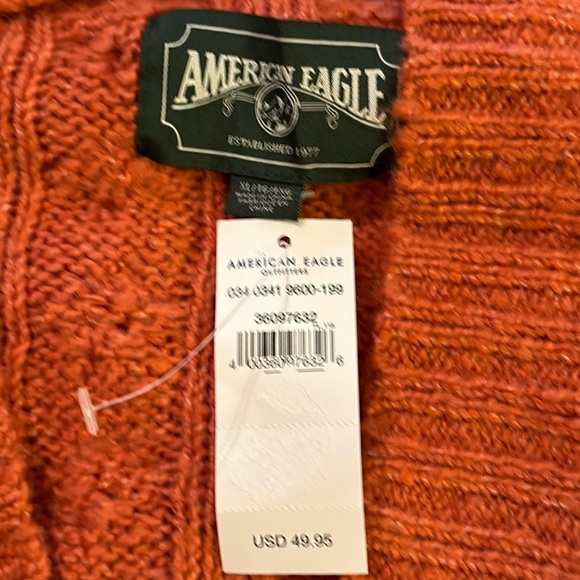 AMERICAN EAGLE
ESTABLISHED 1977
AMERICAN EAGLE
OUTFITTERS
034 0341 9600-199
36097632
4 00360 97632 6
USD 49.95